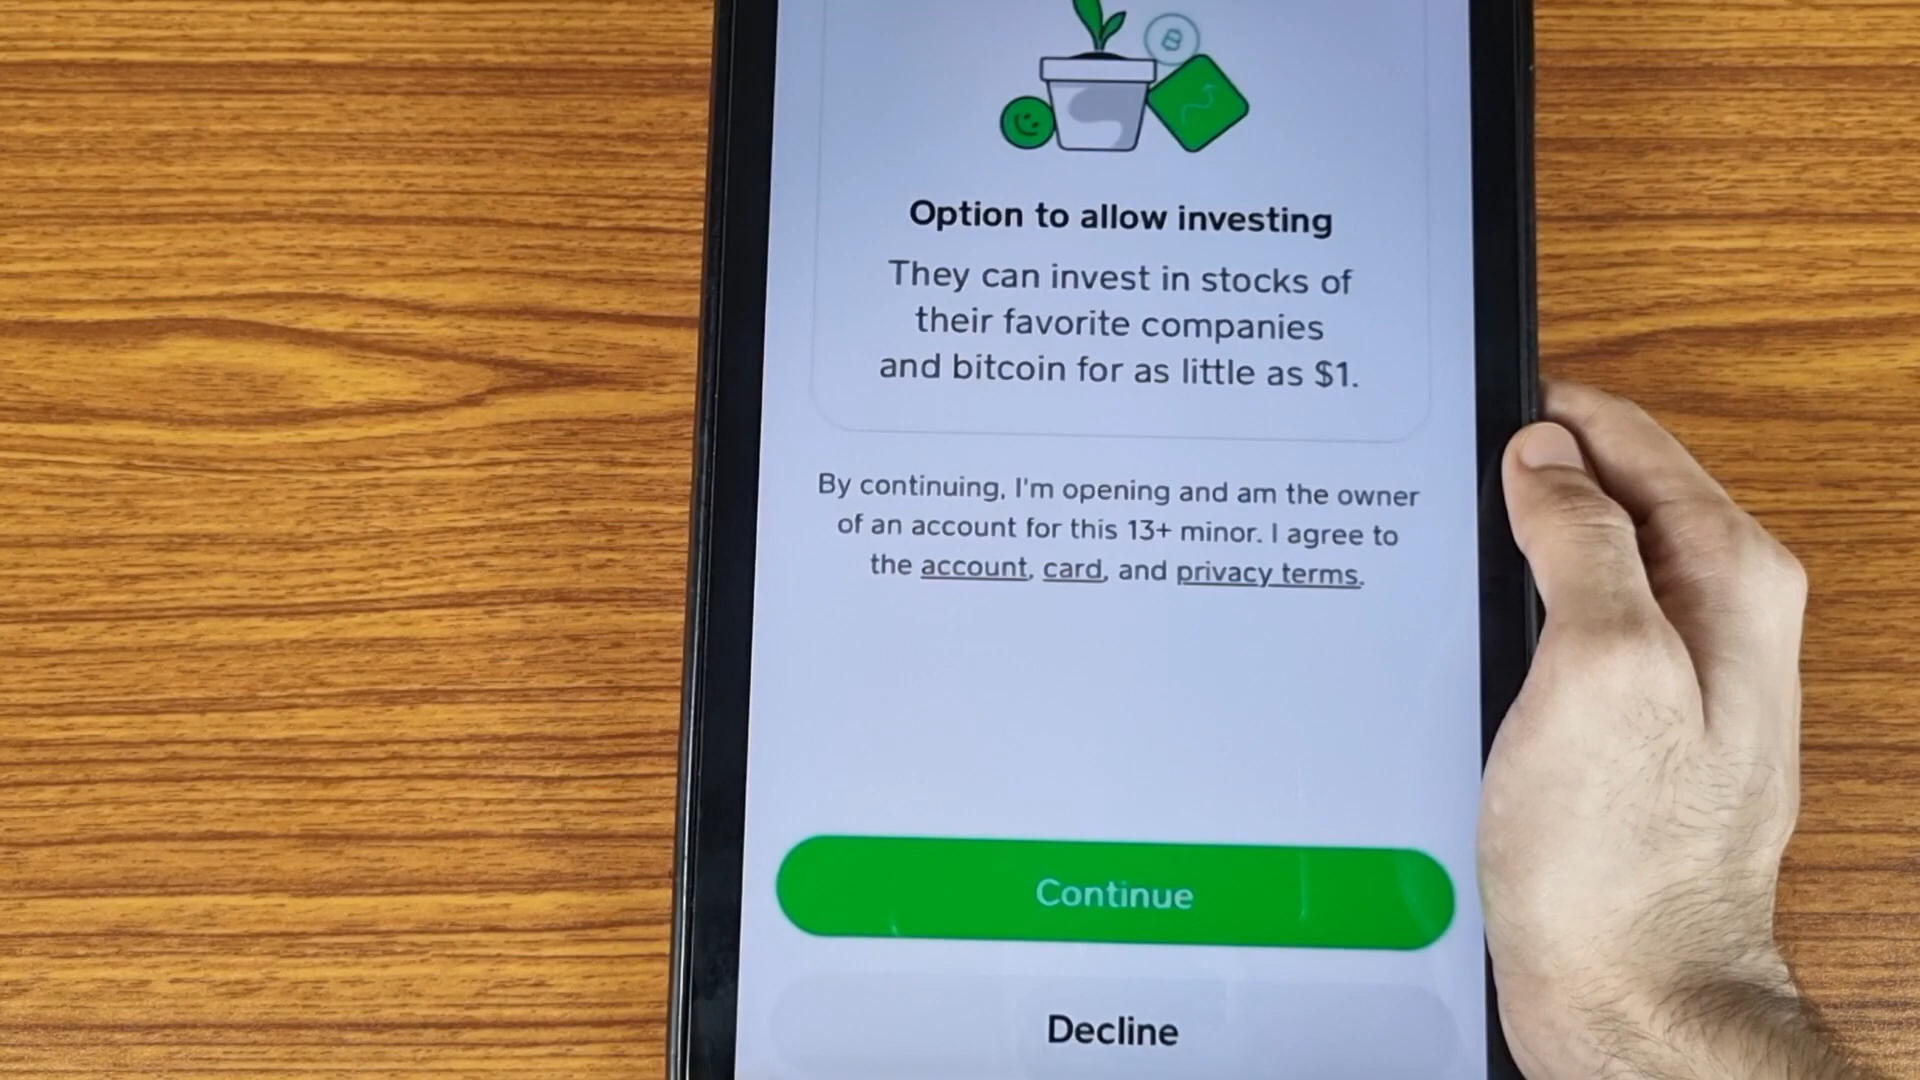 Option to allow investing
They can invest in stocks of
their favorite companies
and bitcoin for as little as $1.
By continuing, I'm opening and am the owner
of an account for this 13+ minor. I agree to
the account, card, and privacy terms.
Continue
Decline